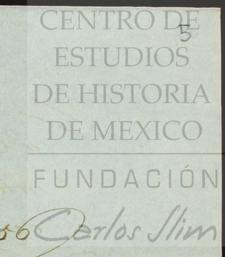 CENTRO DE
5
ESTUDIOS
DE HISTORIA
DE MEXICO
FUNDACIÓN
56 Carlos Slim